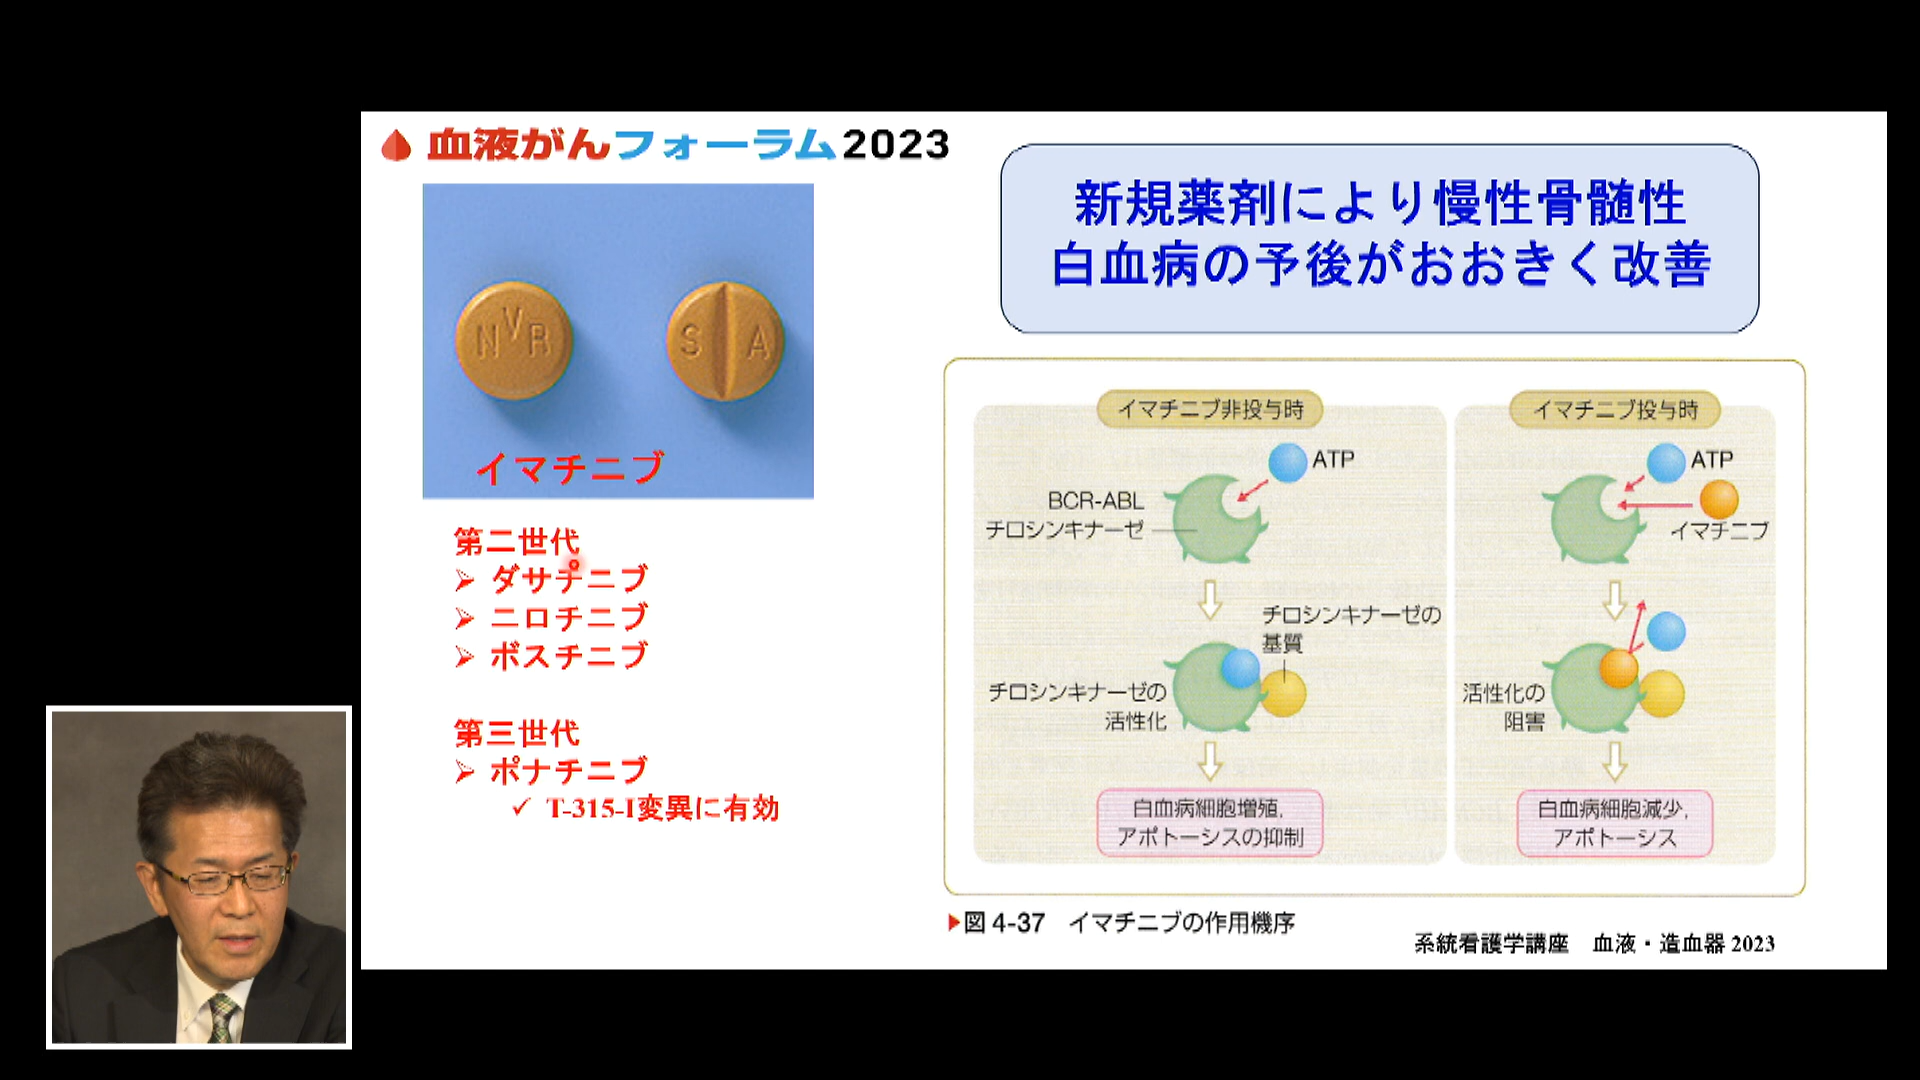 血液がんフォーラム2023
新規薬剤により慢性骨髄性
白血病の予後がおおきく改善
NVR
S A
イマチニブ
第二世代
➢ ダサチニブ
➢ ニロチニブ
➢ ボスチニブ
第三世代
➢ ポナチニブ
✓ T-315-I変異に有効
イマチニブ非投与時
ATP
BCR-ABL
チロシンキナーゼ
チロシンキナーゼの
基質
チロシンキナーゼの
活性化
白血病細胞増殖,
アポトーシスの抑制
イマチニブ投与時
ATP
イマチニブ
活性化の
阻害
白血病細胞減少,
アポトーシス
▶図 4-37 イマチニブの作用機序
系統看護学講座 血液・造血器 2023